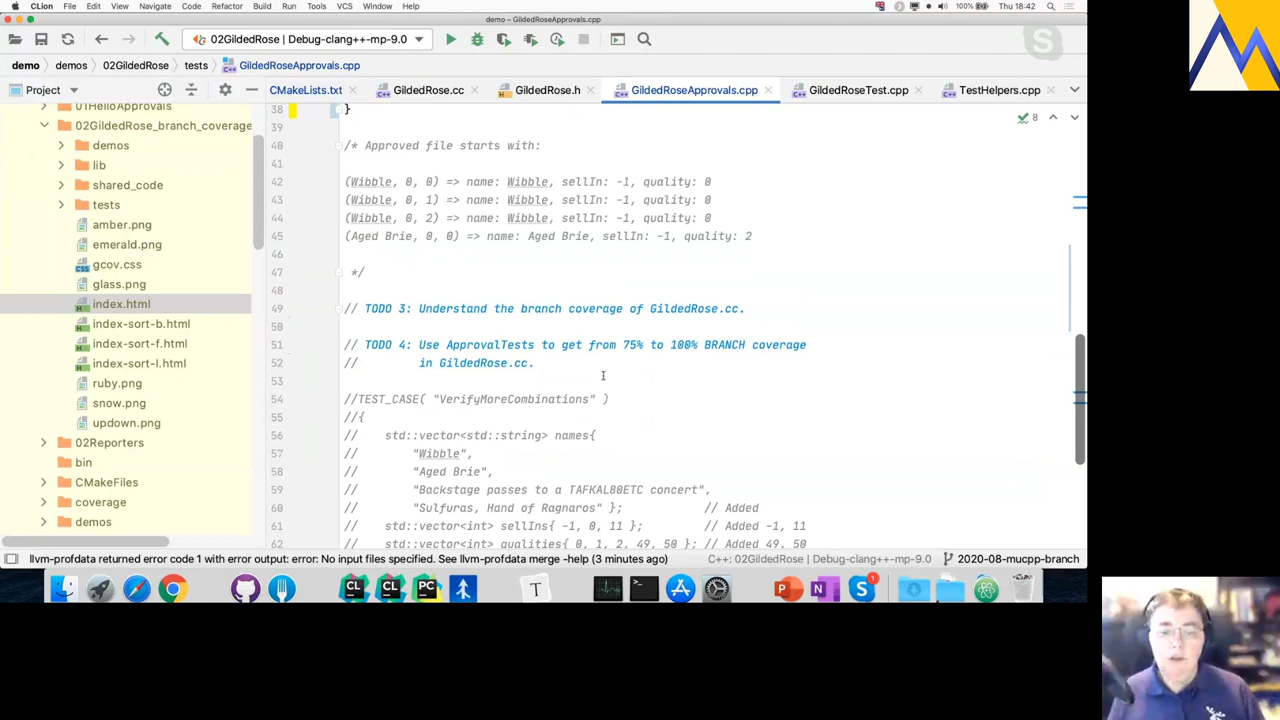 CLion File Edit View Navigate Code Refactor Build Run Tools VCS Window Help 100% Thu 18:42
demo – GildedRoseApprovals.cpp
02GildedRose | Debug-clang++-mp-9.0
demo demos 02GildedRose tests GildedRoseApprovals.cpp
Project CMakeLists.txt GildedRose.cc GildedRose.h GildedRoseApprovals.cpp GildedRoseTest.cpp TestHelpers.cpp
01HelloApprovals
02GildedRose_branch_coverage
demos
lib
shared_code
tests
amber.png
emerald.png
gcov.css
glass.png
index.html
index-sort-b.html
index-sort-f.html
index-sort-l.html
ruby.png
snow.png
updown.png
02Reporters
bin
CMakeFiles
coverage
demos
8
38 }
39
40 /* Approved file starts with:
41
42 (Wibble, 0, 0) => name: Wibble, sellIn: -1, quality: 0
43 (Wibble, 0, 1) => name: Wibble, sellIn: -1, quality: 0
44 (Wibble, 0, 2) => name: Wibble, sellIn: -1, quality: 0
45 (Aged Brie, 0, 0) => name: Aged Brie, sellIn: -1, quality: 2
46
47 */
48
49 // TODO 3: Understand the branch coverage of GildedRose.cc.
50
51 // TODO 4: Use ApprovalTests to get from 75% to 100% BRANCH coverage
52 // in GildedRose.cc.
53
54 //TEST_CASE( "VerifyMoreCombinations" )
55 //{
56 // std::vector<std::string> names{
57 // "Wibble",
58 // "Aged Brie",
59 // "Backstage passes to a TAFKAL80ETC concert",
60 // "Sulfuras, Hand of Ragnaros" }; // Added
61 // std::vector<int> sellIns{ -1, 0, 11 }; // Added -1, 11
62 // std::vector<int> qualities{ 0, 1, 2, 49, 50 }; // Added 49, 50
llvm-profdata returned error code 1 with error output: error: No input files specified. See llvm-profdata merge -help (3 minutes ago) C++: 02GildedRose | Debug-clang++-mp-9.0 2020-08-mucpp-branch